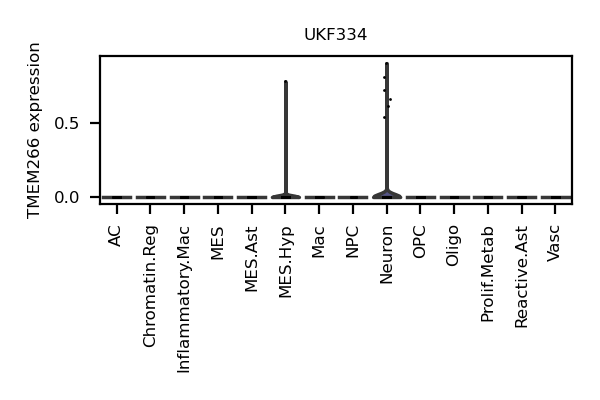 UKF334
TMEM266 expression
0.5
0.0
AC
Chromatin.Reg
Inflammatory.Mac
MES
MES.Ast
MES.Hyp
Mac
NPC
Neuron
OPC
Oligo
Prolif.Metab
Reactive.Ast
Vasc